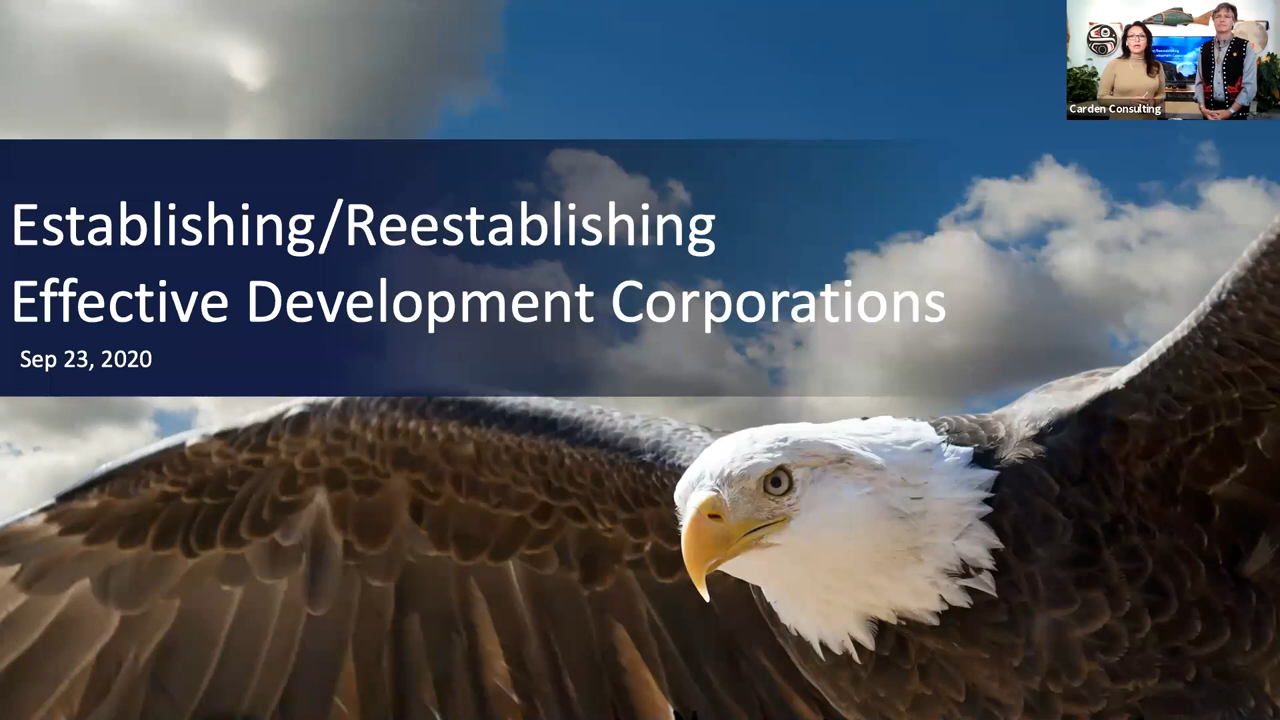 Carden Consulting
Establishing/Reestablishing
Effective Development Corporations
Sep 23, 2020